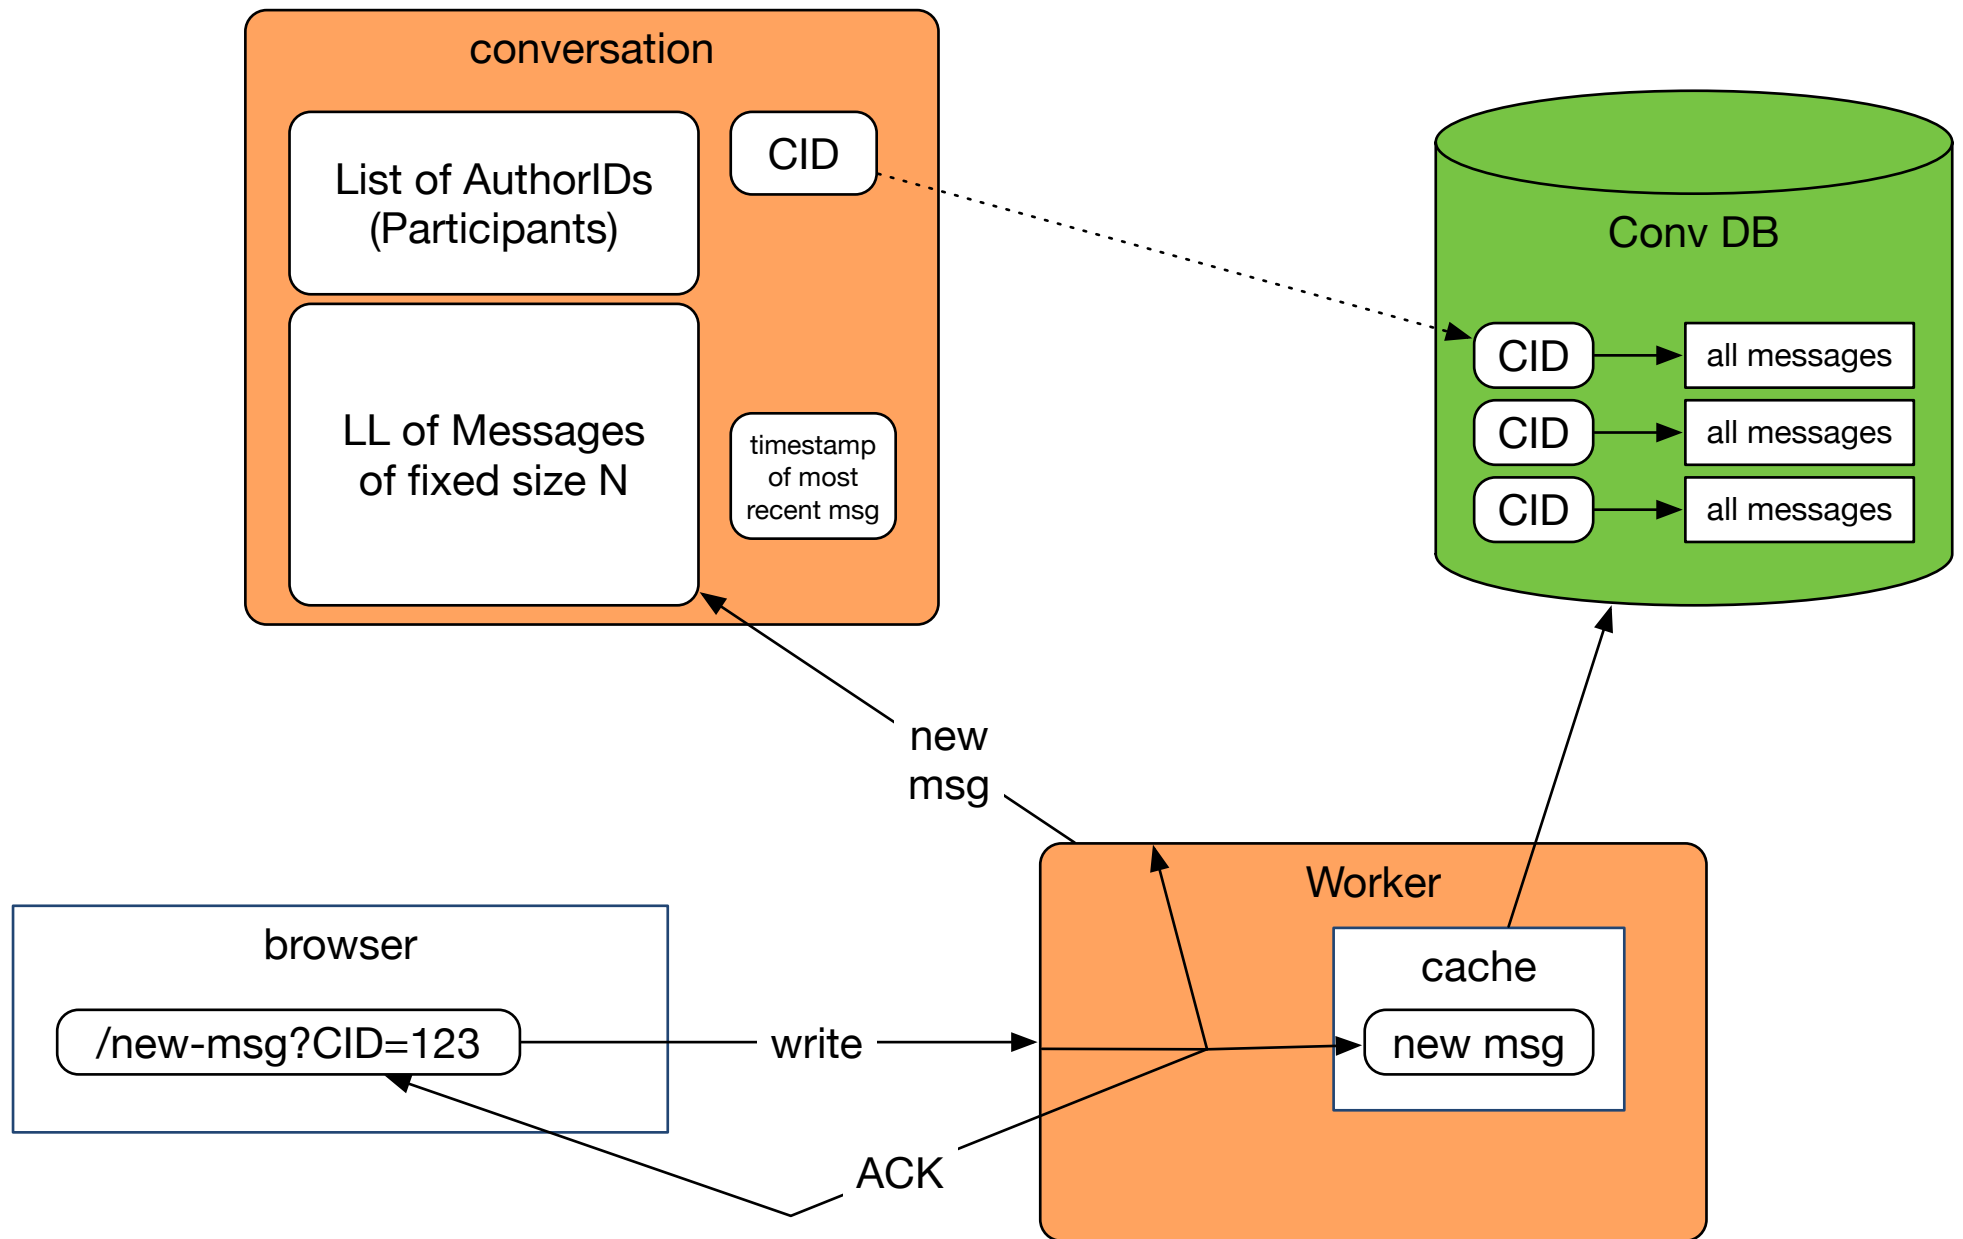 conversation
List of AuthorIDs
(Participants)
CID
LL of Messages
of fixed size N
timestamp
of most
recent msg
Conv DB
CID
all messages
CID
all messages
CID
all messages
new
msg
Worker
cache
new msg
browser
/new-msg?CID=123
write
ACK